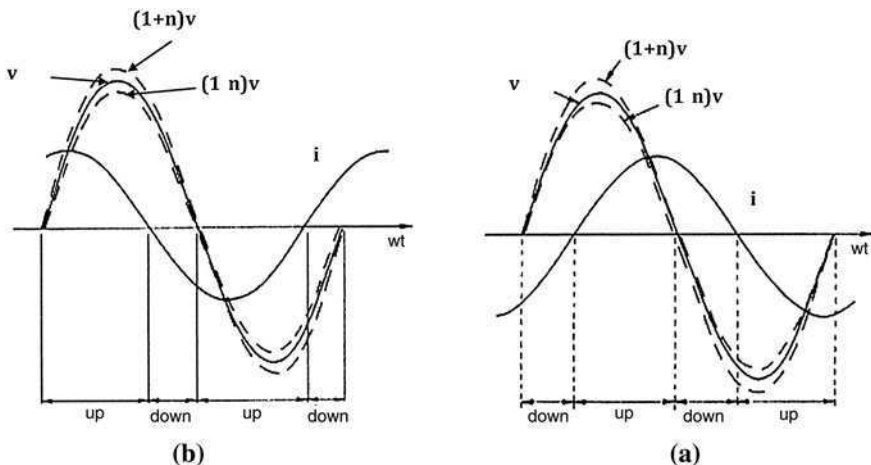 (1+n)v
v
(1 n)v
i
wt
up
down
up
down
(b)
(1+n)v
v
(1 n)v
i
wt
down
up
down
up
(a)